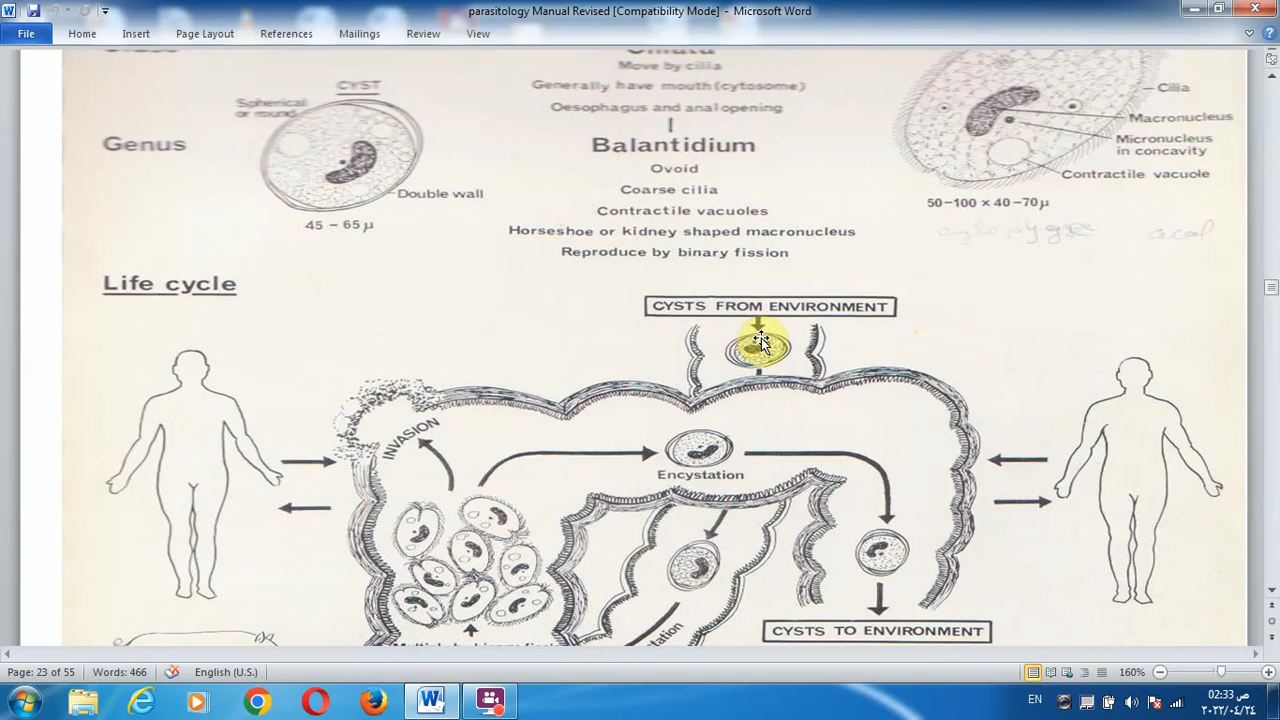 parasitology Manual Revised [Compatibility Mode] - Microsoft Word
File Home Insert Page Layout References Mailings Review View
Move by cilia
Generally have mouth (cytosome)
Oesophagus and anal opening
CYST
Spherical
or round
Double wall
45 – 65 µ
Genus
Balantidium
Ovoid
Coarse cilia
Contractile vacuoles
Horseshoe or kidney shaped macronucleus
Reproduce by binary fission
Cilia
Macronucleus
Micronucleus
in concavity
Contractile vacuole
50–100 × 40–70 µ
Life cycle
CYSTS FROM ENVIRONMENT
INVASION
Encystation
CYSTS TO ENVIRONMENT
Page: 23 of 55 Words: 466 English (U.S.) 160%
EN
02:33 ص
٢٠٢٢/٠٤/٢٤